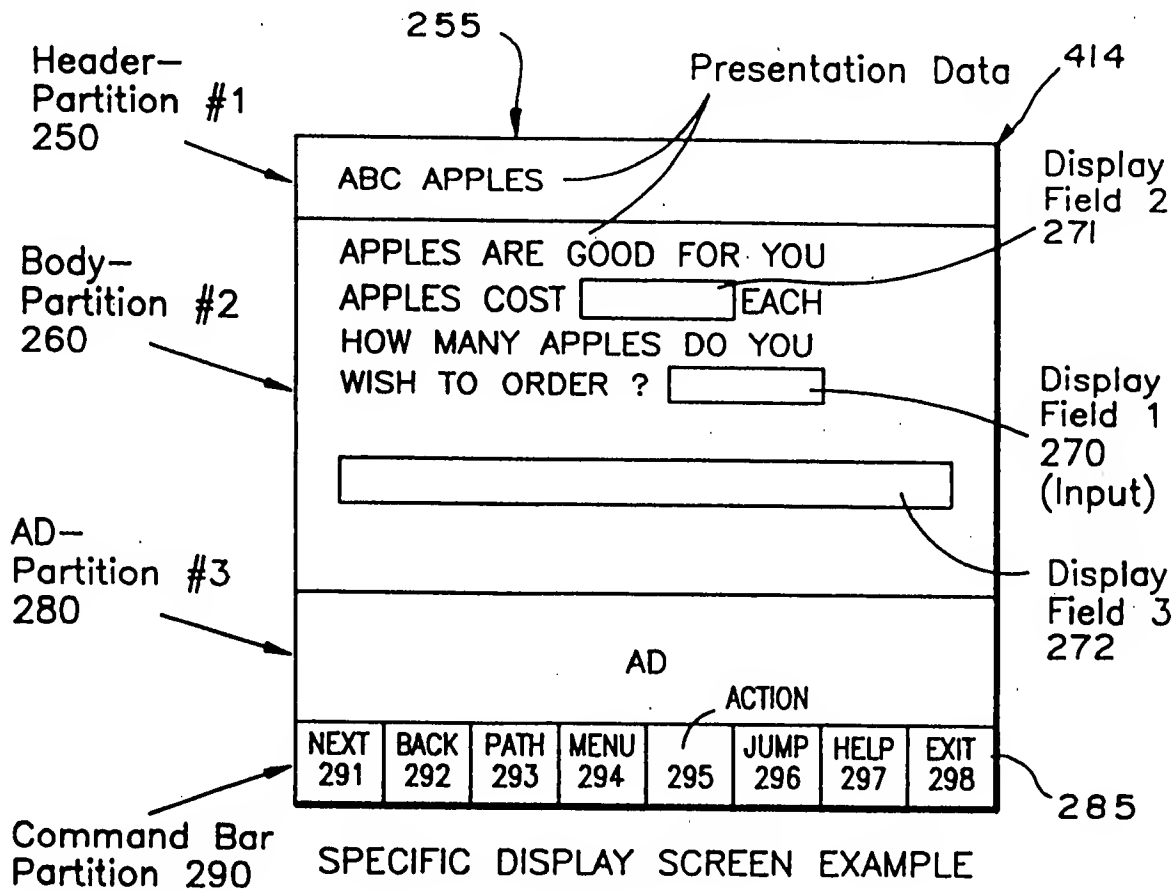 255
Header-
Partition #1
250
Presentation Data
414
ABC APPLES
Display
Field 2
271
Body-
Partition #2
260
APPLES ARE GOOD FOR YOU
APPLES COST EACH
HOW MANY APPLES DO YOU
WISH TO ORDER ?
Display
Field 1
270
(Input)
AD-
Partition #3
280
Display
Field 3
272
AD
ACTION
NEXT BACK PATH MENU JUMP HELP EXIT
291 292 293 294 295 296 297 298
285
Command Bar
Partition 290
SPECIFIC DISPLAY SCREEN EXAMPLE